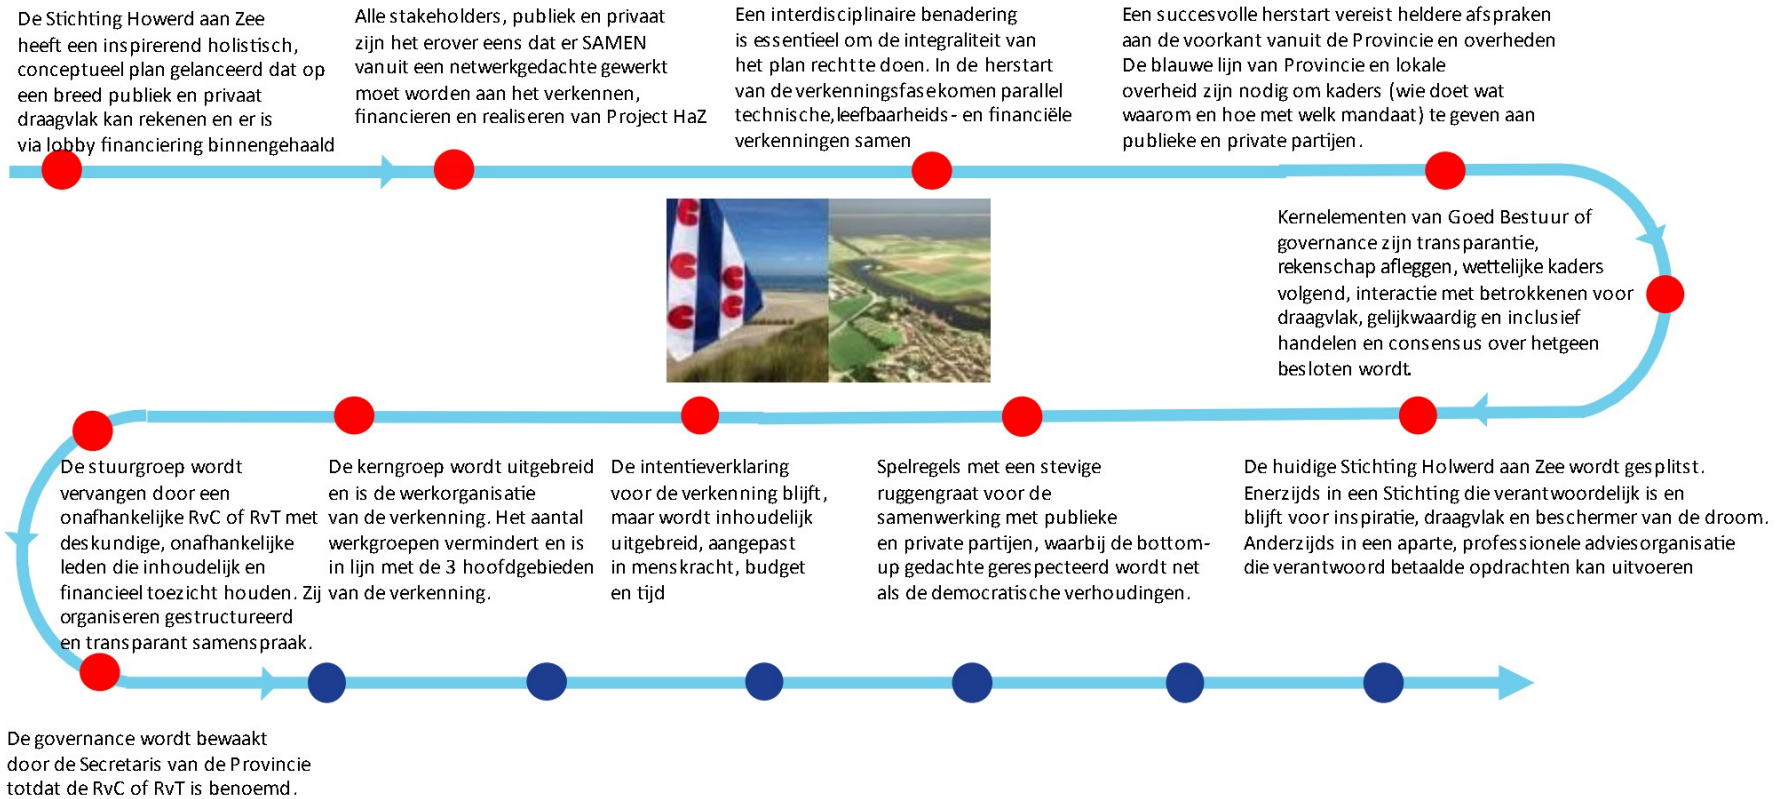 De Stichting Howerd aan Zee
heeft een inspirerend holistisch,
conceptueel plan gelanceerd dat op
een breed publiek en privaat
draagvlak kan rekenen en er is
via lobby financiering binnengehaald
Alle stakeholders, publiek en privaat
zijn het erover eens dat er SAMEN
vanuit een netwerkgedachte gewerkt
moet worden aan het verkennen,
financieren en realiseren van Project HaZ
Een interdisciplinaire benadering
is essentieel om de integraliteit van
het plan recht te doen. In de herstart
van de verkenningsfase komen parallel
technische, leefbaarheids- en financiële
verkenningen samen
Een succesvolle herstart vereist heldere afspraken
aan de voorkant vanuit de Provincie en overheden
De blauwe lijn van Provincie en lokale
overheid zijn nodig om kaders (wie doet wat
waarom en hoe met welk mandaat) te geven aan
publieke en private partijen.
Kernelementen van Goed Bestuur of
governance zijn transparantie,
rekenschap afleggen, wettelijke kaders
volgend, interactie met betrokkenen voor
draagvlak, gelijkwaardig en inclusief
handelen en consensus over hetgeen
besloten wordt.
De huidige Stichting Holwerd aan Zee wordt gesplitst.
Enerzijds in een Stichting die verantwoordelijk is en
blijft voor inspiratie, draagvlak en beschermer van de droom.
Anderzijds in een aparte, professionele adviesorganisatie
die verantwoord betaalde opdrachten kan uitvoeren
Spelregels met een stevige
ruggengraat voor de
samenwerking met publieke
en private partijen, waarbij de bottom-
up gedachte gerespecteerd wordt net
als de democratische verhoudingen.
De intentieverklaring
voor de verkenning blijft,
maar wordt inhoudelijk
uitgebreid, aangepast
in menskracht, budget
en tijd
De kerngroep wordt uitgebreid
en is de werkorganisatie
van de verkenning. Het aantal
werkgroepen vermindert en is
in lijn met de 3 hoofdgebieden
van de verkenning.
De stuurgroep wordt
vervangen door een
onafhankelijke RvC of RvT met
deskundige, onafhankelijke
leden die inhoudelijk en
financieel toezicht houden. Zij
organiseren gestructureerd
en transparant samenspraak.
De governance wordt bewaakt
door de Secretaris van de Provincie
totdat de RvC of RvT is benoemd.